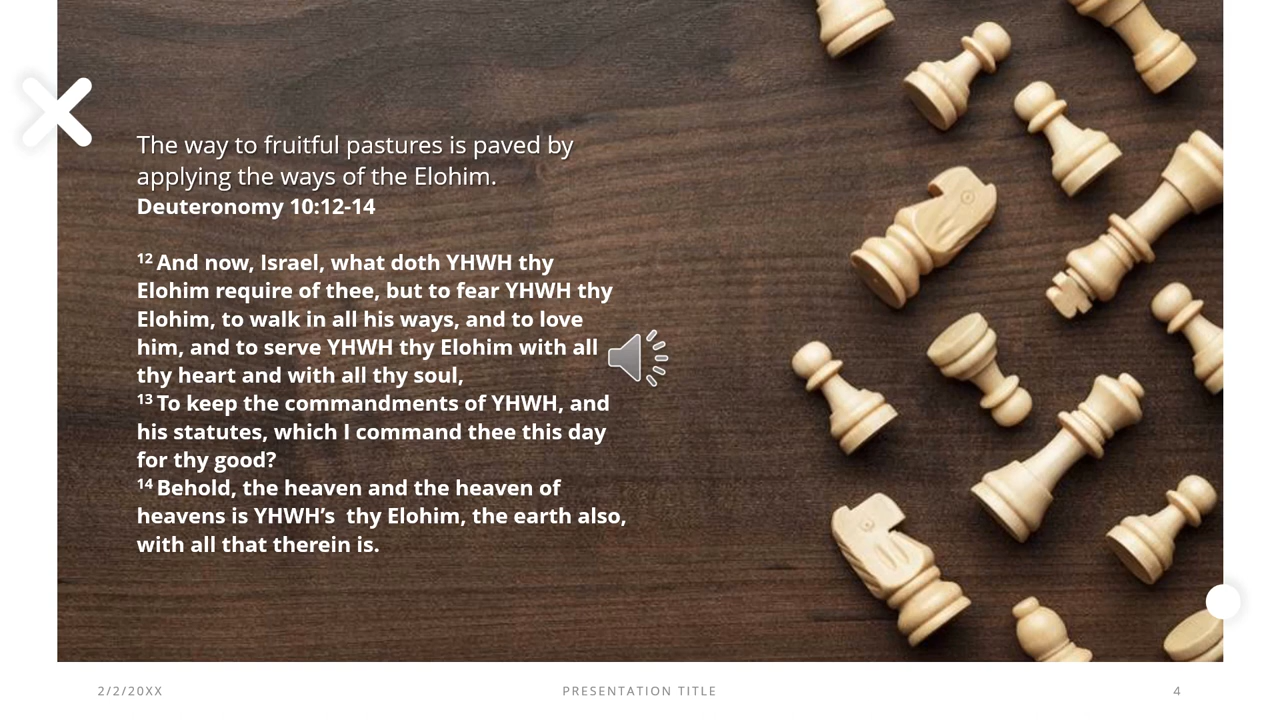 The way to fruitful pastures is paved by
applying the ways of the Elohim.
Deuteronomy 10:12-14
12 And now, Israel, what doth YHWH thy
Elohim require of thee, but to fear YHWH thy
Elohim, to walk in all his ways, and to love
him, and to serve YHWH thy Elohim with all
thy heart and with all thy soul,
13 To keep the commandments of YHWH, and
his statutes, which I command thee this day
for thy good?
14 Behold, the heaven and the heaven of
heavens is YHWH’s  thy Elohim, the earth also,
with all that therein is.
2/2/20XX
PRESENTATION TITLE
4